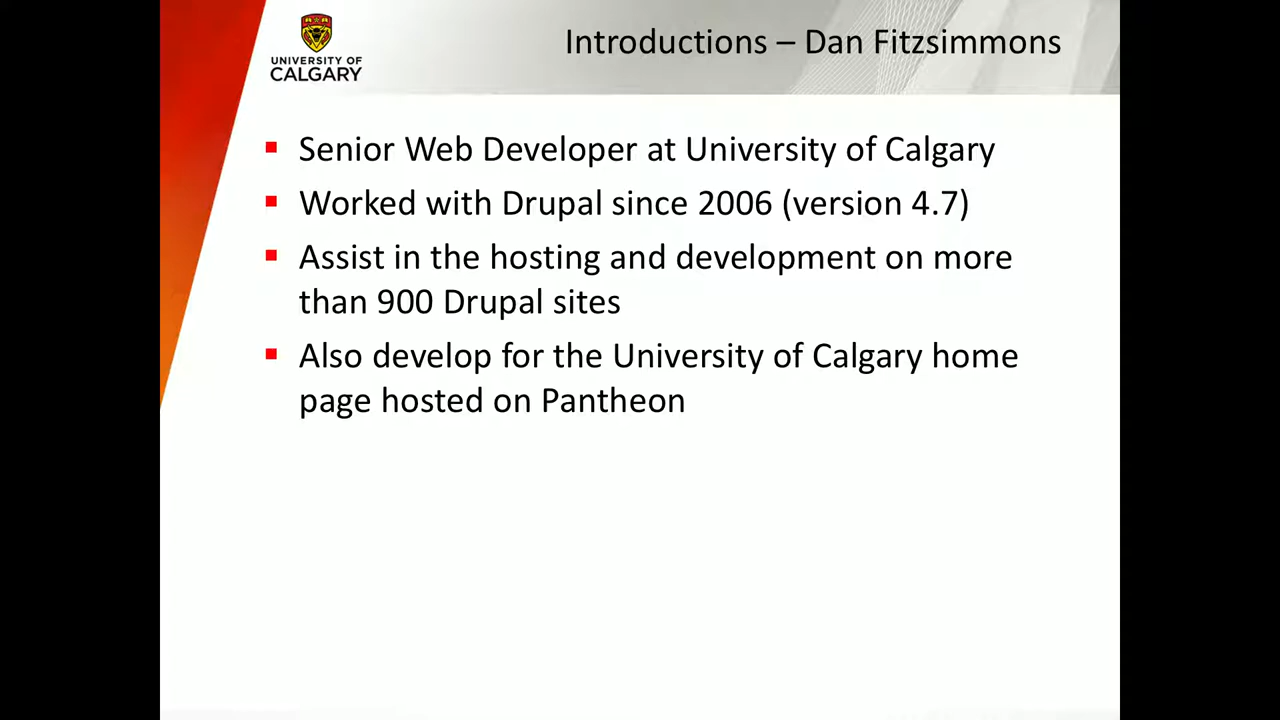 UNIVERSITY OF
CALGARY
Introductions – Dan Fitzsimmons
▪ Senior Web Developer at University of Calgary
▪ Worked with Drupal since 2006 (version 4.7)
▪ Assist in the hosting and development on more
than 900 Drupal sites
▪ Also develop for the University of Calgary home
page hosted on Pantheon